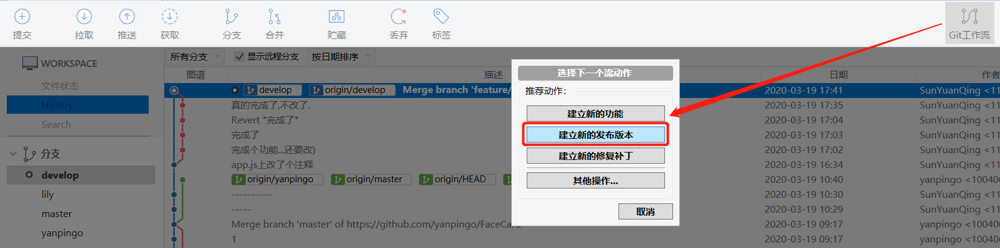 提交 拉取 推送 获取 分支 合并 贮藏 丢弃 标签 Git工作流
WORKSPACE
文件状态
History
Search
分支
develop
lily
master
yanpingo
所有分支 显示远程分支 按日期排序
图谱 描述 日期 作者
develop origin/develop Merge branch 'feature/ 2020-03-19 17:41 SunYuanQing <11
真的完成了,不改了. 2020-03-19 17:35 SunYuanQing <11
Revert "完成了" 2020-03-19 17:04 SunYuanQing <11
完成了 2020-03-19 17:03 SunYuanQing <11
完成个功能...还要改) 2020-03-19 17:02 SunYuanQing <11
app.js上改了个注释 2020-03-19 16:34 SunYuanQing <11
origin/yanpingo origin/master origin/HEAD 2020-03-19 10:40 yanpingo <10040
---------- 2020-03-19 10:30 SunYuanQing <11
----- 2020-03-19 10:29 SunYuanQing <11
Merge branch 'master' of https://github.com/yanpingo/FaceCard 2020-03-19 09:17 yanpingo <10040
1 2020-03-19 09:17 yanpingo <10040
选择下一个流动作
推荐动作:
建立新的功能
建立新的发布版本
建立新的修复补丁
其他操作...
取消